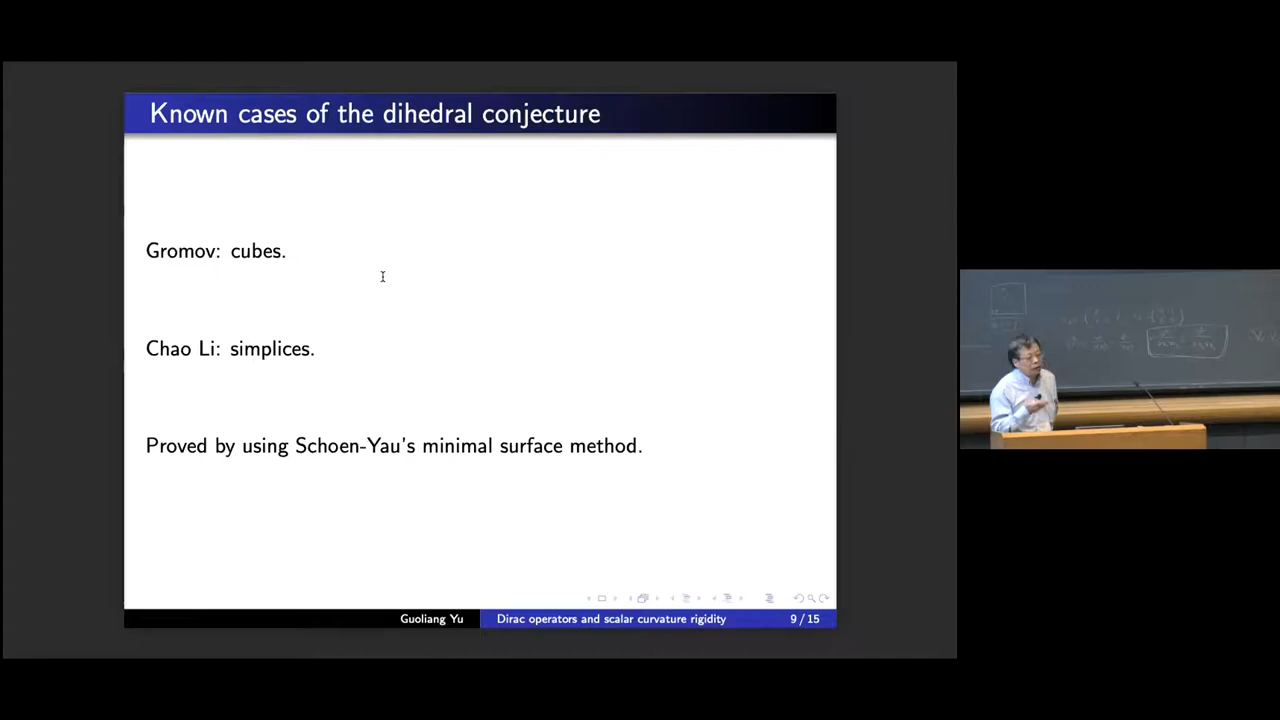 Known cases of the dihedral conjecture
Gromov: cubes.
Chao Li: simplices.
Proved by using Schoen-Yau's minimal surface method.
Guoliang Yu
Dirac operators and scalar curvature rigidity
9 / 15